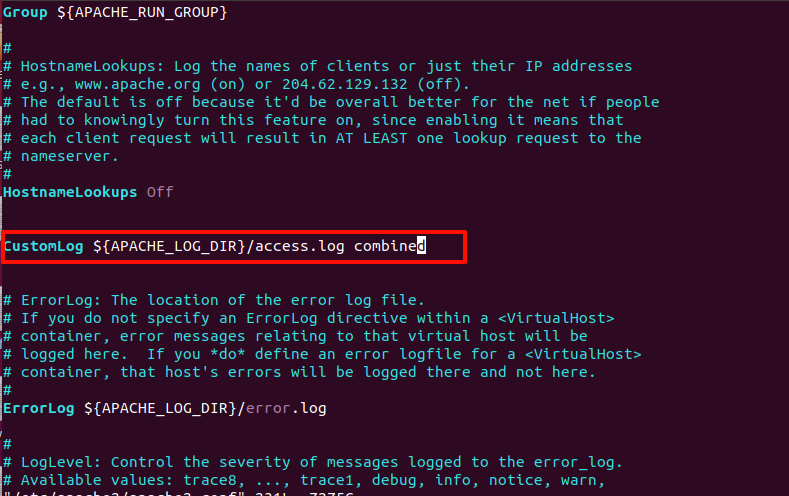 Group ${APACHE_RUN_GROUP}
#
# HostnameLookups: Log the names of clients or just their IP addresses
# e.g., www.apache.org (on) or 204.62.129.132 (off).
# The default is off because it'd be overall better for the net if people
# had to knowingly turn this feature on, since enabling it means that
# each client request will result in AT LEAST one lookup request to the
# nameserver.
#
HostnameLookups Off
CustomLog ${APACHE_LOG_DIR}/access.log combined
# ErrorLog: The location of the error log file.
# If you do not specify an ErrorLog directive within a <VirtualHost>
# container, error messages relating to that virtual host will be
# logged here.  If you *do* define an error logfile for a <VirtualHost>
# container, that host's errors will be logged there and not here.
#
ErrorLog ${APACHE_LOG_DIR}/error.log
#
# LogLevel: Control the severity of messages logged to the error_log.
# Available values: trace8, ..., trace1, debug, info, notice, warn,